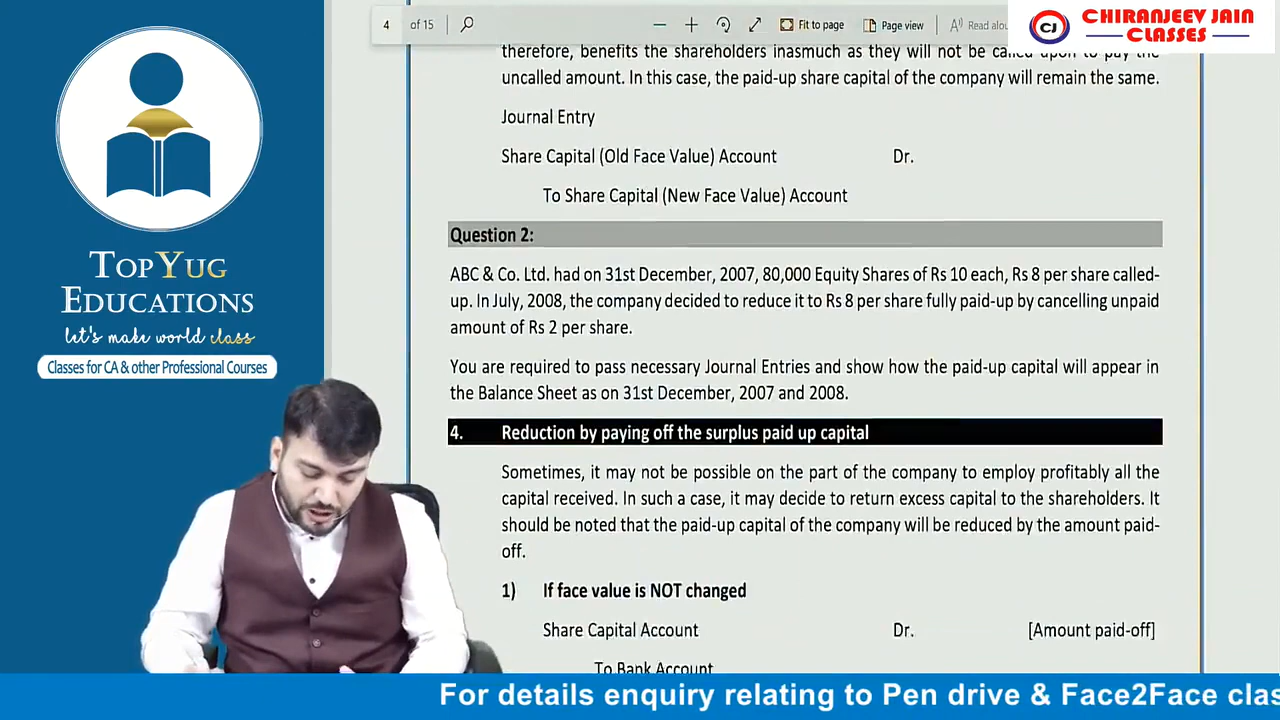 4 of 15
Fit to page
Page view
Read alou
CJ
CHIRANJEEV JAIN
CLASSES
therefore, benefits the shareholders inasmuch as they will not be called upon to pay the
uncalled amount. In this case, the paid-up share capital of the company will remain the same.
Journal Entry
Share Capital (Old Face Value) Account Dr.
To Share Capital (New Face Value) Account
Question 2:
ABC & Co. Ltd. had on 31st December, 2007, 80,000 Equity Shares of Rs 10 each, Rs 8 per share called-
up. In July, 2008, the company decided to reduce it to Rs 8 per share fully paid-up by cancelling unpaid
amount of Rs 2 per share.
You are required to pass necessary Journal Entries and show how the paid-up capital will appear in
the Balance Sheet as on 31st December, 2007 and 2008.
4. Reduction by paying off the surplus paid up capital
Sometimes, it may not be possible on the part of the company to employ profitably all the
capital received. In such a case, it may decide to return excess capital to the shareholders. It
should be noted that the paid-up capital of the company will be reduced by the amount paid-
off.
1) If face value is NOT changed
Share Capital Account Dr. [Amount paid-off]
To Bank Account
TOPYUG
EDUCATIONS
let's make world class
Classes for CA & other Professional Courses
For details enquiry relating to Pen drive & Face2Face clas